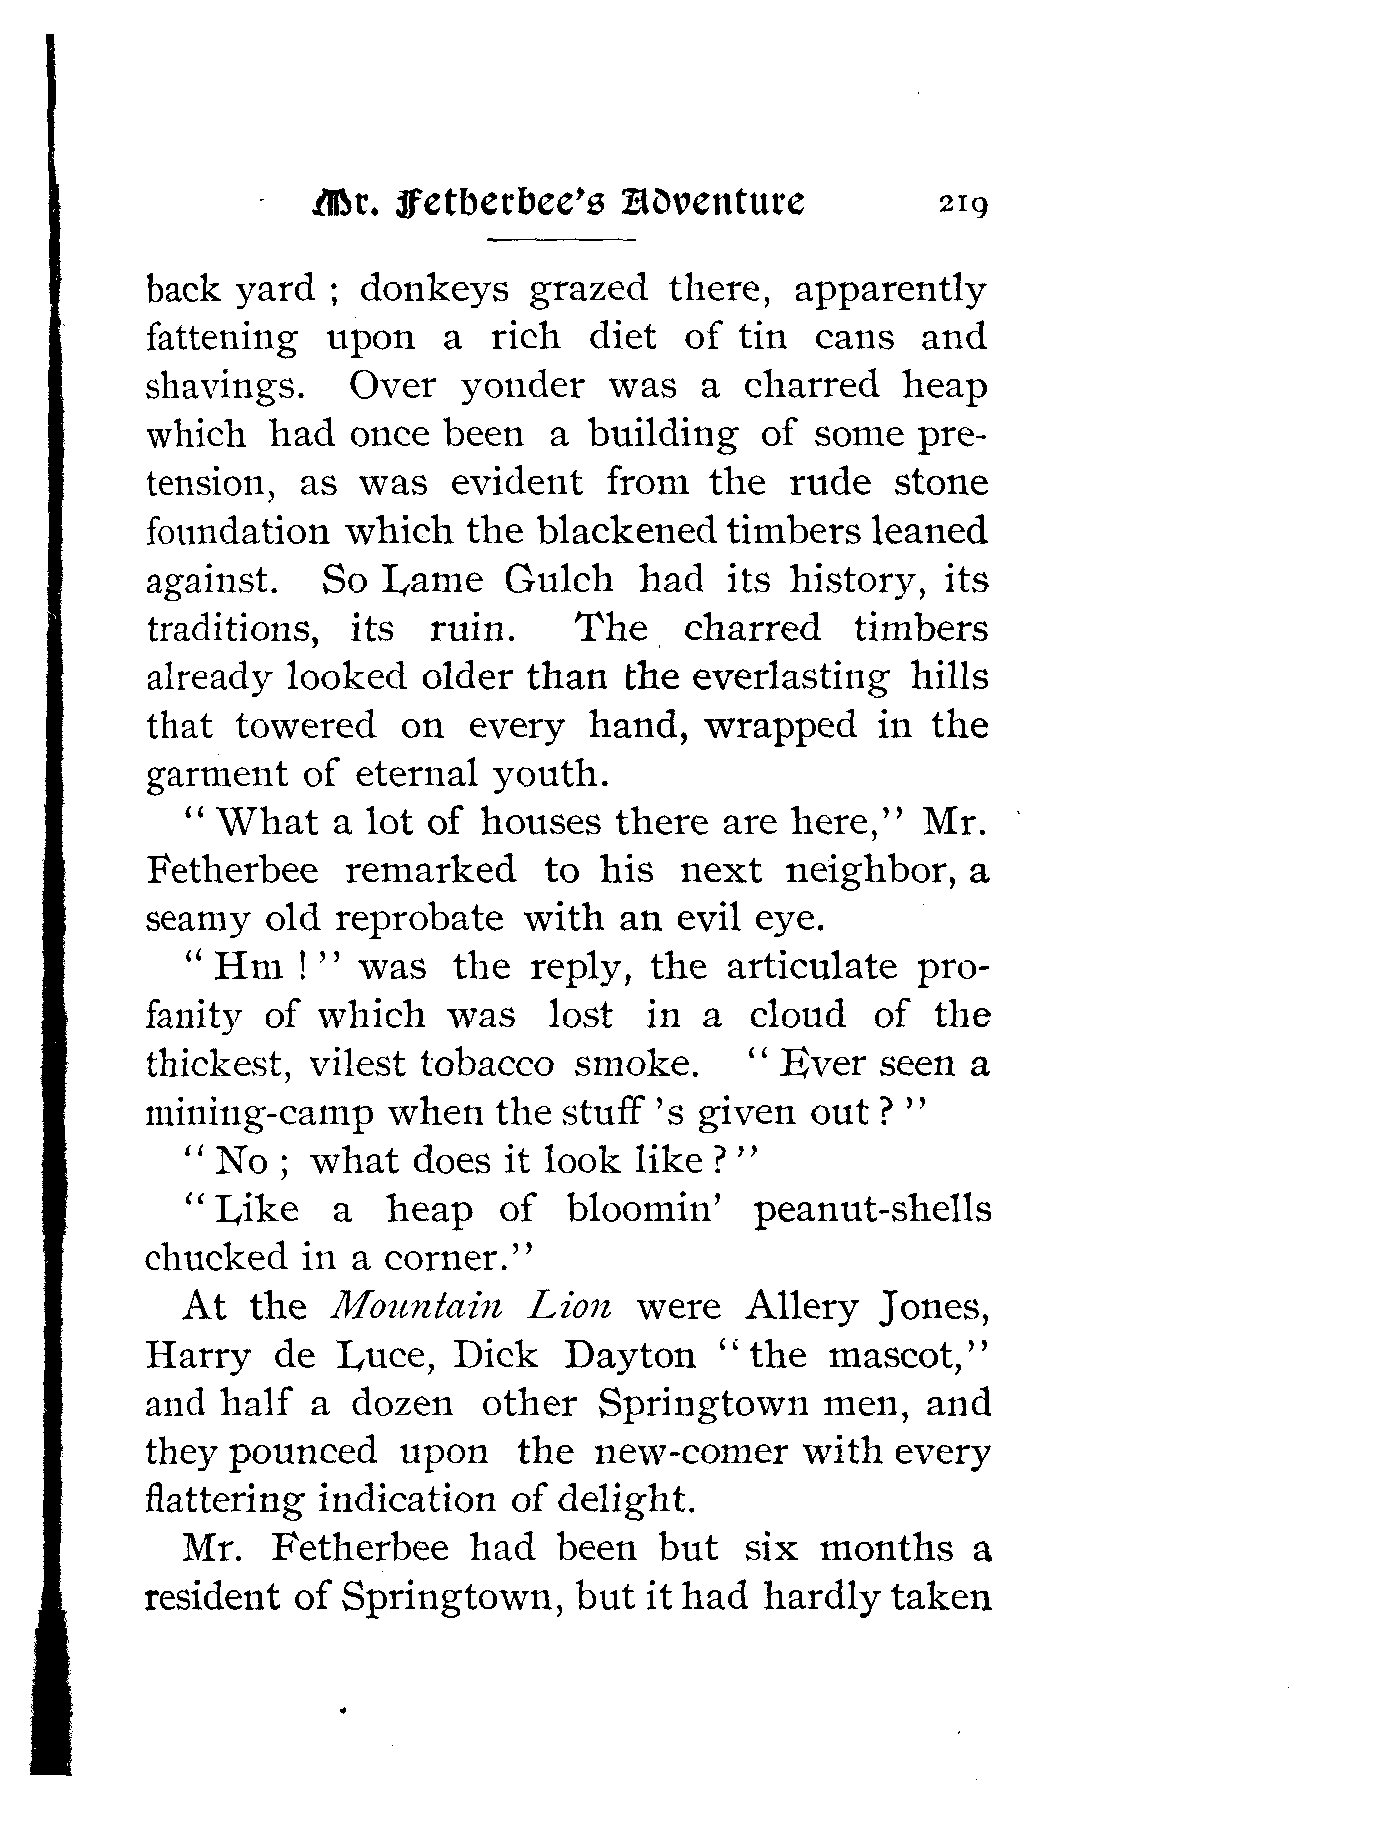 Mr. Fetherbee's Adventure 219
back yard ; donkeys grazed there, apparently
fattening upon a rich diet of tin cans and
shavings. Over yonder was a charred heap
which had once been a building of some pre-
tension, as was evident from the rude stone
foundation which the blackened timbers leaned
against. So Lame Gulch had its history, its
traditions, its ruin. The charred timbers
already looked older than the everlasting hills
that towered on every hand, wrapped in the
garment of eternal youth.
" What a lot of houses there are here," Mr.
Fetherbee remarked to his next neighbor, a
seamy old reprobate with an evil eye.
" Hm ! " was the reply, the articulate pro-
fanity of which was lost in a cloud of the
thickest, vilest tobacco smoke. " Ever seen a
mining-camp when the stuff 's given out ? "
" No ; what does it look like ? "
" Like a heap of bloomin' peanut-shells
chucked in a corner."
At the Mountain Lion were Allery Jones,
Harry de Luce, Dick Dayton " the mascot,"
and half a dozen other Springtown men, and
they pounced upon the new-comer with every
flattering indication of delight.
Mr. Fetherbee had been but six months a
resident of Springtown, but it had hardly taken